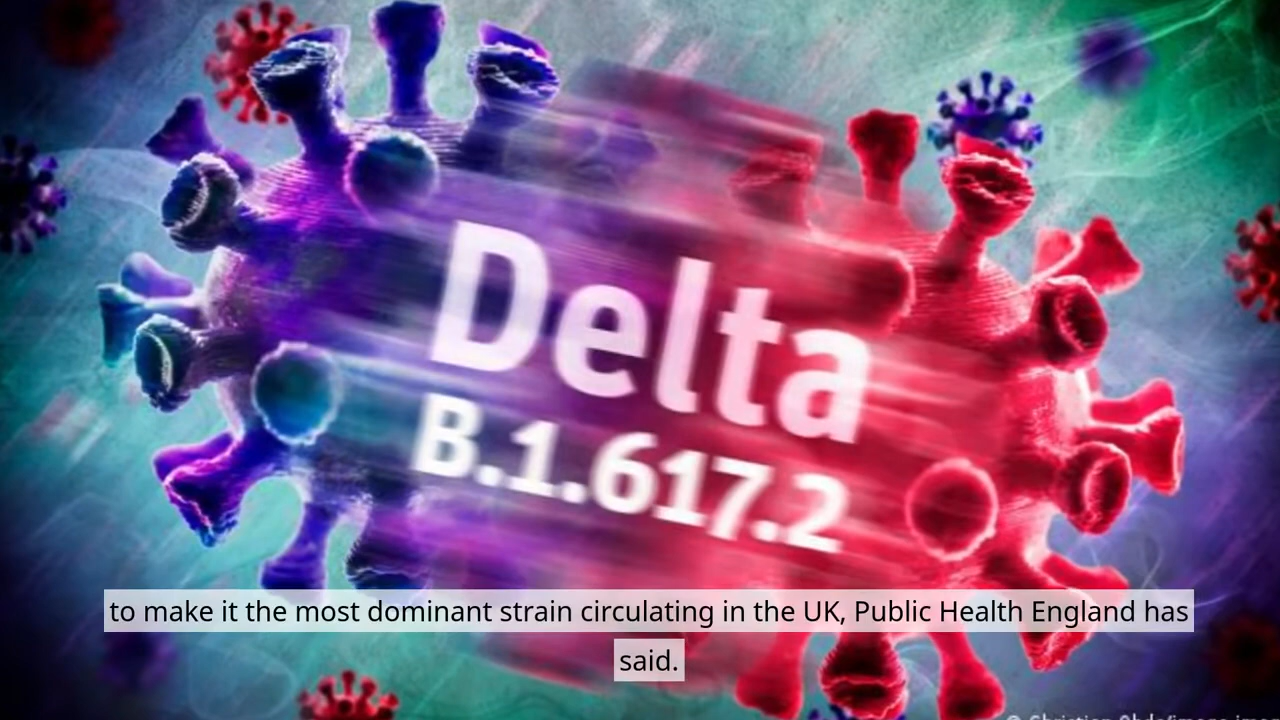 Delta
B.1.617.2
to make it the most dominant strain circulating in the UK, Public Health England has
said.